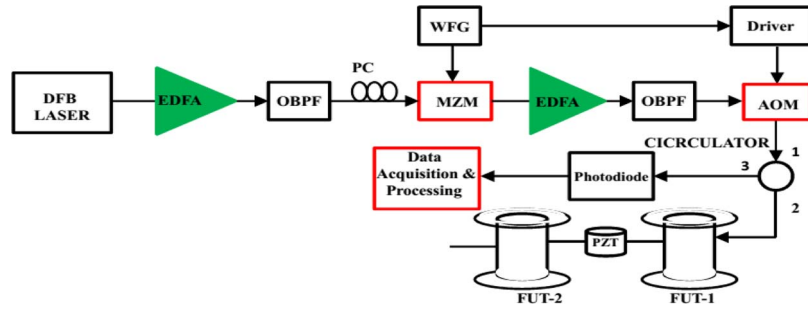 WFG
Driver
PC
DFB
LASER
EDFA
OBPF
MZM
EDFA
OBPF
AOM
CICRCULATOR
1
Data
Acquisition &
Processing
Photodiode
3
2
PZT
FUT-2
FUT-1